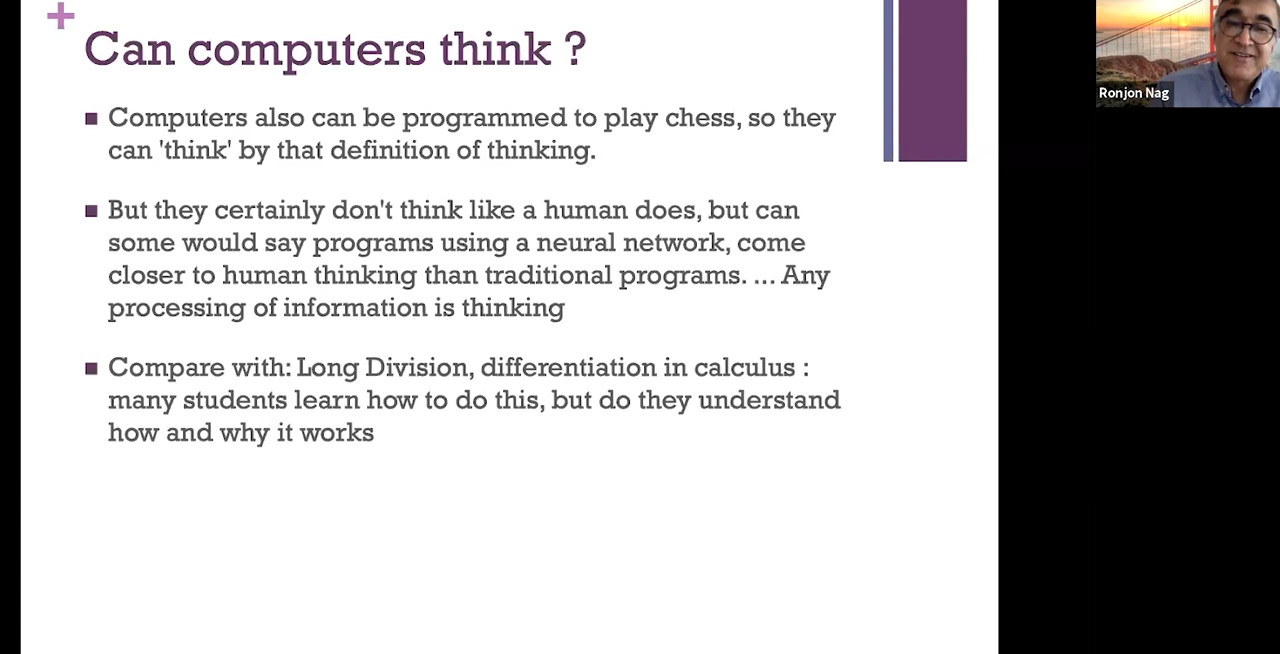 Can computers think ?
Computers also can be programmed to play chess, so they
can 'think' by that definition of thinking.
But they certainly don't think like a human does, but can
some would say programs using a neural network, come
closer to human thinking than traditional programs. ... Any
processing of information is thinking
Compare with: Long Division, differentiation in calculus :
many students learn how to do this, but do they understand
how and why it works
Ronjon Nag